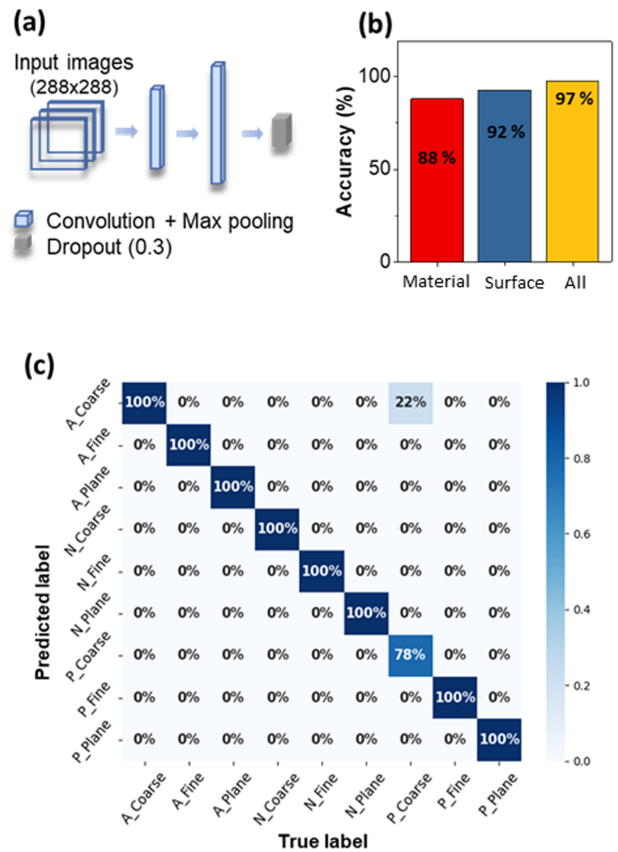 (a)
Input images
(288x288)
Convolution + Max pooling
Dropout (0.3)
(b)
Accuracy (%)
100
50
0
88 %
92 %
97 %
Material Surface All
(c)
Predicted label
A_Coarse 100% 0% 0% 0% 0% 0% 22% 0% 0%
A_Fine 0% 100% 0% 0% 0% 0% 0% 0% 0%
A_Plane 0% 0% 100% 0% 0% 0% 0% 0% 0%
N_Coarse 0% 0% 0% 100% 0% 0% 0% 0% 0%
N_Fine 0% 0% 0% 0% 100% 0% 0% 0% 0%
N_Plane 0% 0% 0% 0% 0% 100% 0% 0% 0%
P_Coarse 0% 0% 0% 0% 0% 0% 78% 0% 0%
P_Fine 0% 0% 0% 0% 0% 0% 0% 100% 0%
P_Plane 0% 0% 0% 0% 0% 0% 0% 0% 100%
A_Coarse A_Fine A_Plane N_Coarse N_Fine N_Plane P_Coarse P_Fine P_Plane
True label
1.0
0.8
0.6
0.4
0.2
0.0